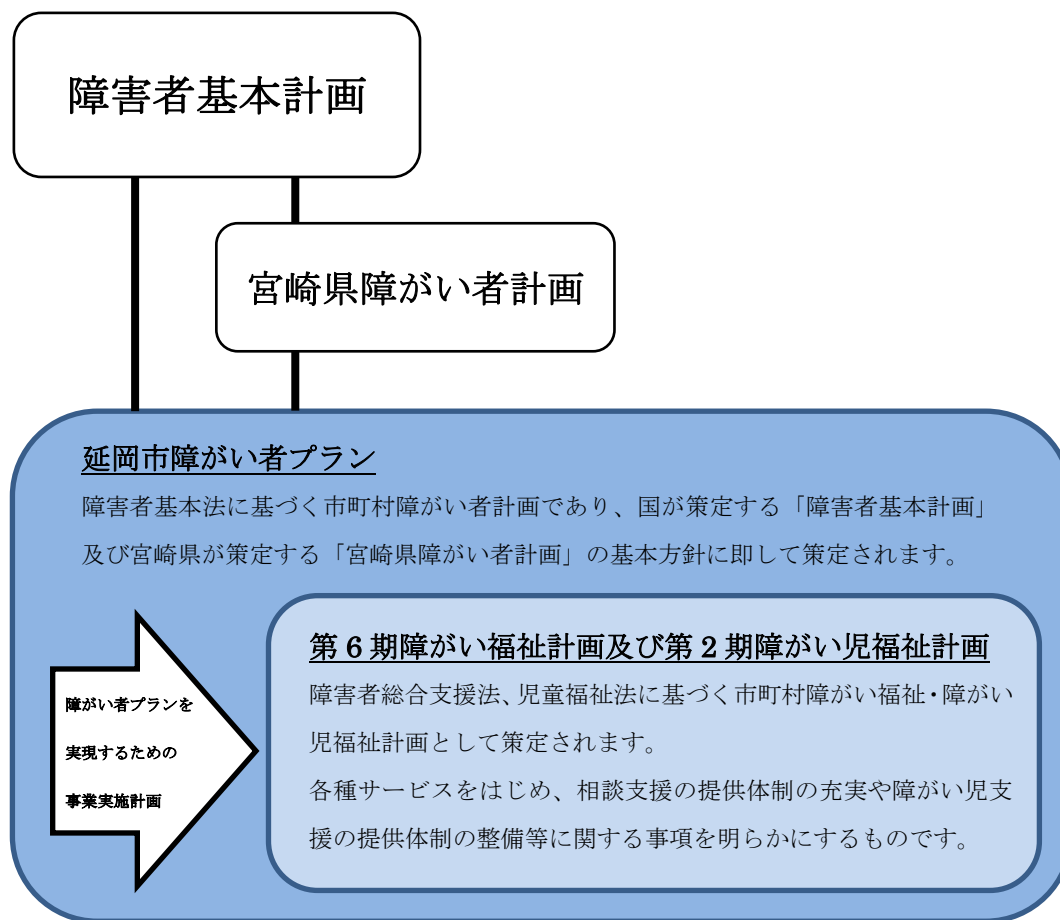 障害者基本計画
宮崎県障がい者計画
延岡市障がい者プラン
障害者基本法に基づく市町村障がい者計画であり、国が策定する「障害者基本計画」
及び宮崎県が策定する「宮崎県障がい者計画」の基本方針に即して策定されます。
障がい者プランを
実現するための
事業実施計画
第6期障がい福祉計画及び第2期障がい児福祉計画
障害者総合支援法、児童福祉法に基づく市町村障がい福祉・障がい
児福祉計画として策定されます。
各種サービスをはじめ、相談支援の提供体制の充実や障がい児支
援の提供体制の整備等に関する事項を明らかにするものです。